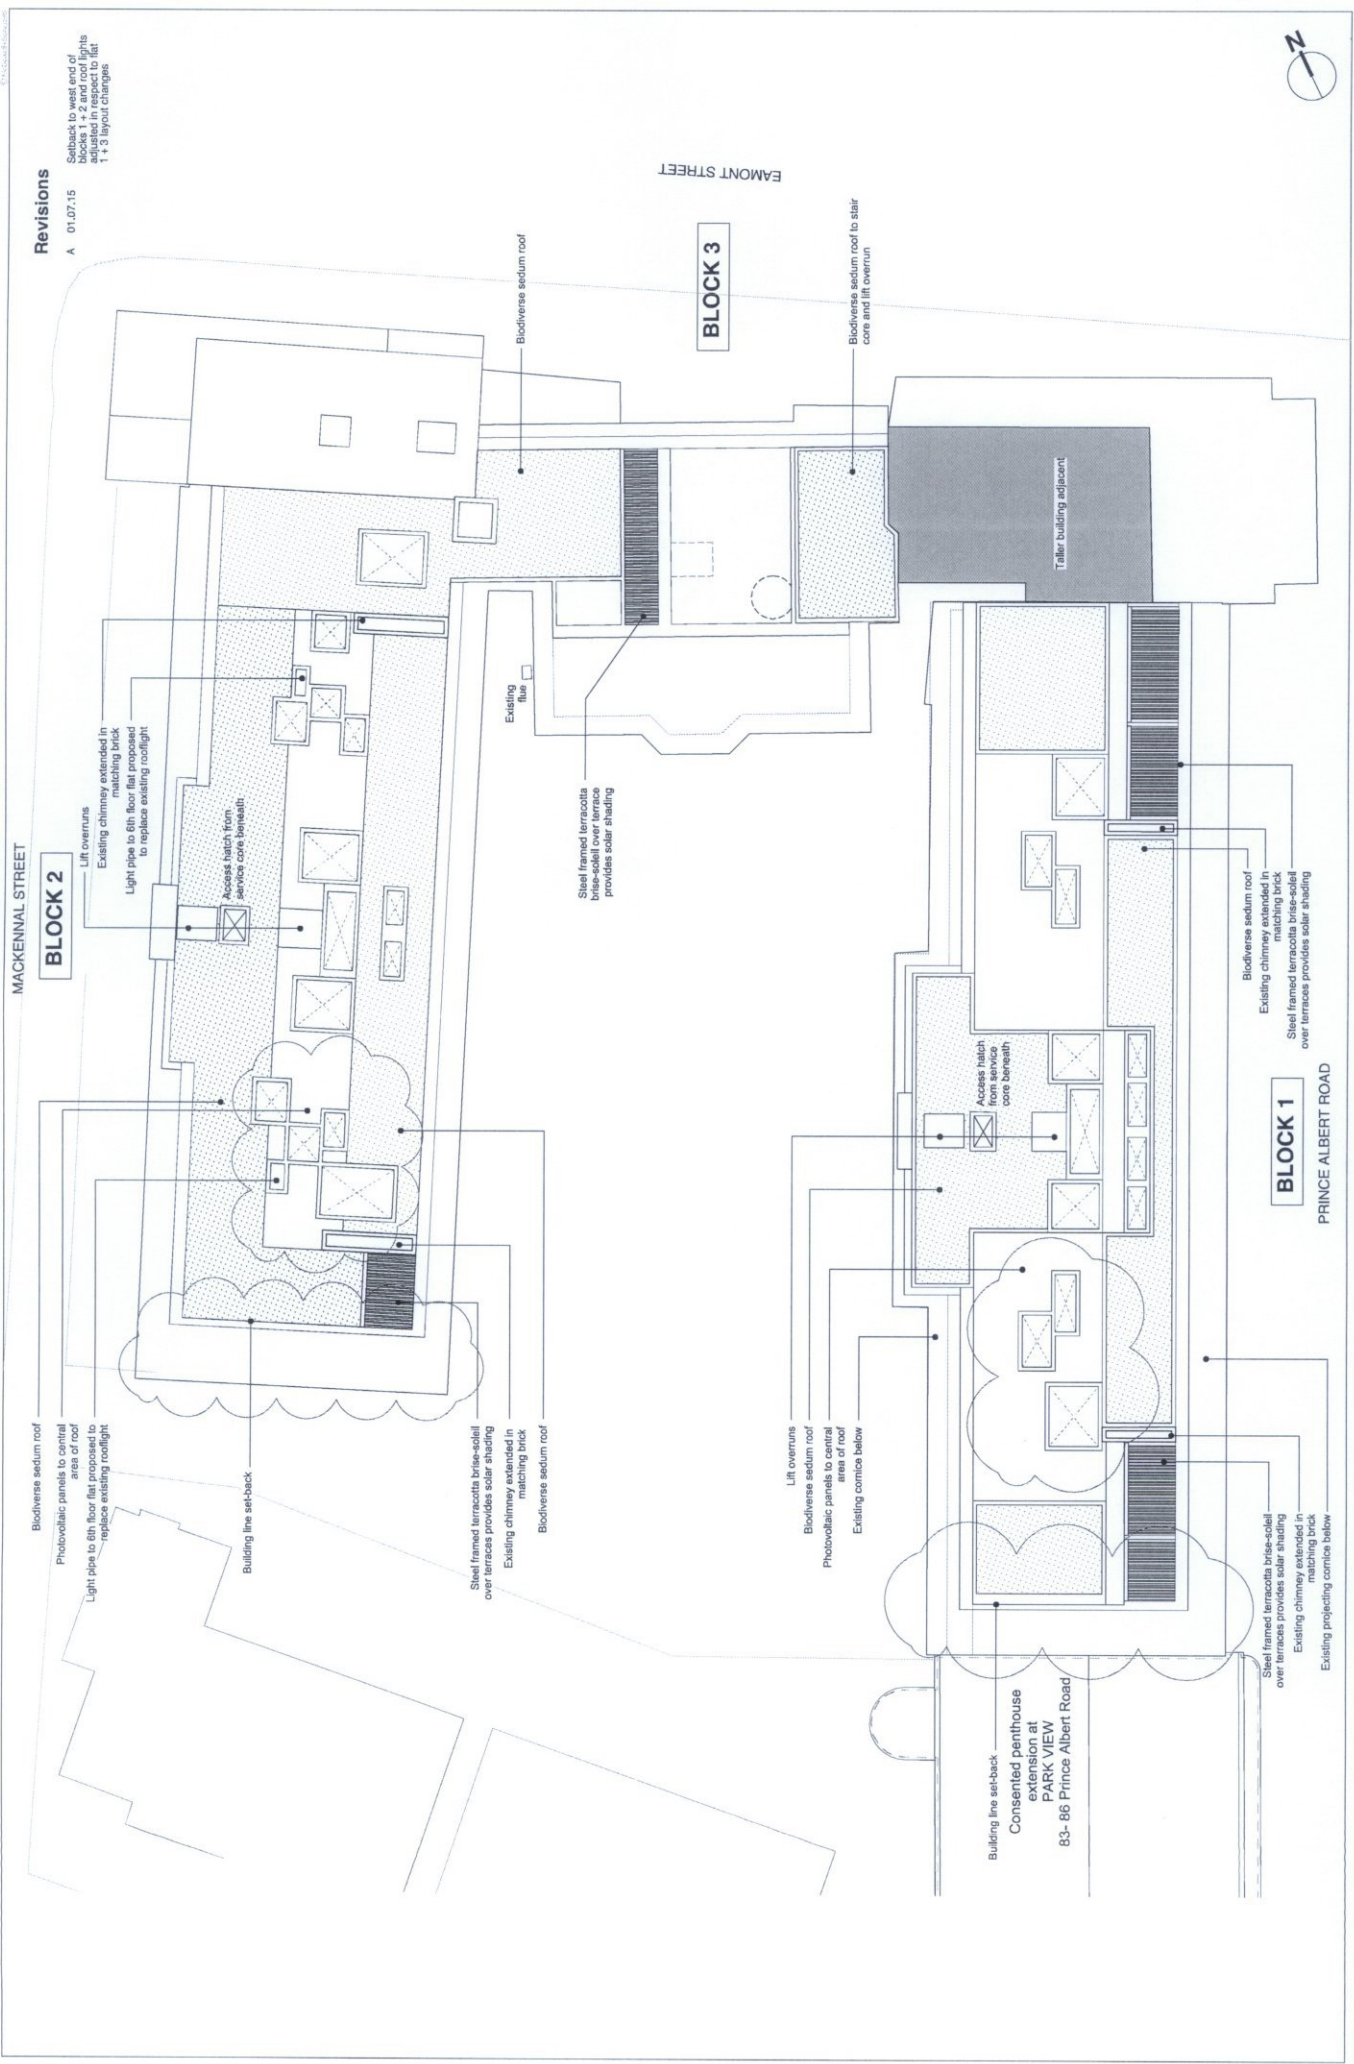 Revisions
A 01.07.15 Setback to west end of
blocks 1 + 2 and roof lights
adjusted in respect to flat
1 + 3 layout changes
N
MACKENNAL STREET
BLOCK 2
Lift overruns
Existing chimney extended in
matching brick
Light pipe to 6th floor flat proposed
to replace existing rooflight
Access hatch from
service core beneath
Biodiverse sedum roof
Photovoltaic panels to central
area of roof
Light pipe to 6th floor flat proposed to
replace existing rooflight
Building line set-back
Steel framed terracotta brise-soleil
over terraces provides solar shading
Existing chimney extended in
matching brick
Biodiverse sedum roof
EAMONT STREET
BLOCK 3
Biodiverse sedum roof
Biodiverse sedum roof to stair
core and lift overrun
Existing
flue
Steel framed terracotta
brise-soleil over terrace
provides solar shading
Taller building adjacent
Lift overruns
Biodiverse sedum roof
Photovoltaic panels to central
area of roof
Existing cornice below
Access hatch
from service
core beneath
Biodiverse sedum roof
Existing chimney extended in
matching brick
Steel framed terracotta brise-soleil
over terraces provides solar shading
BLOCK 1
PRINCE ALBERT ROAD
Building line set-back
Consented penthouse
extension at
PARK VIEW
83- 86 Prince Albert Road
Steel framed terracotta brise-soleil
over terraces provides solar shading
Existing chimney extended in
matching brick
Existing projecting cornice below